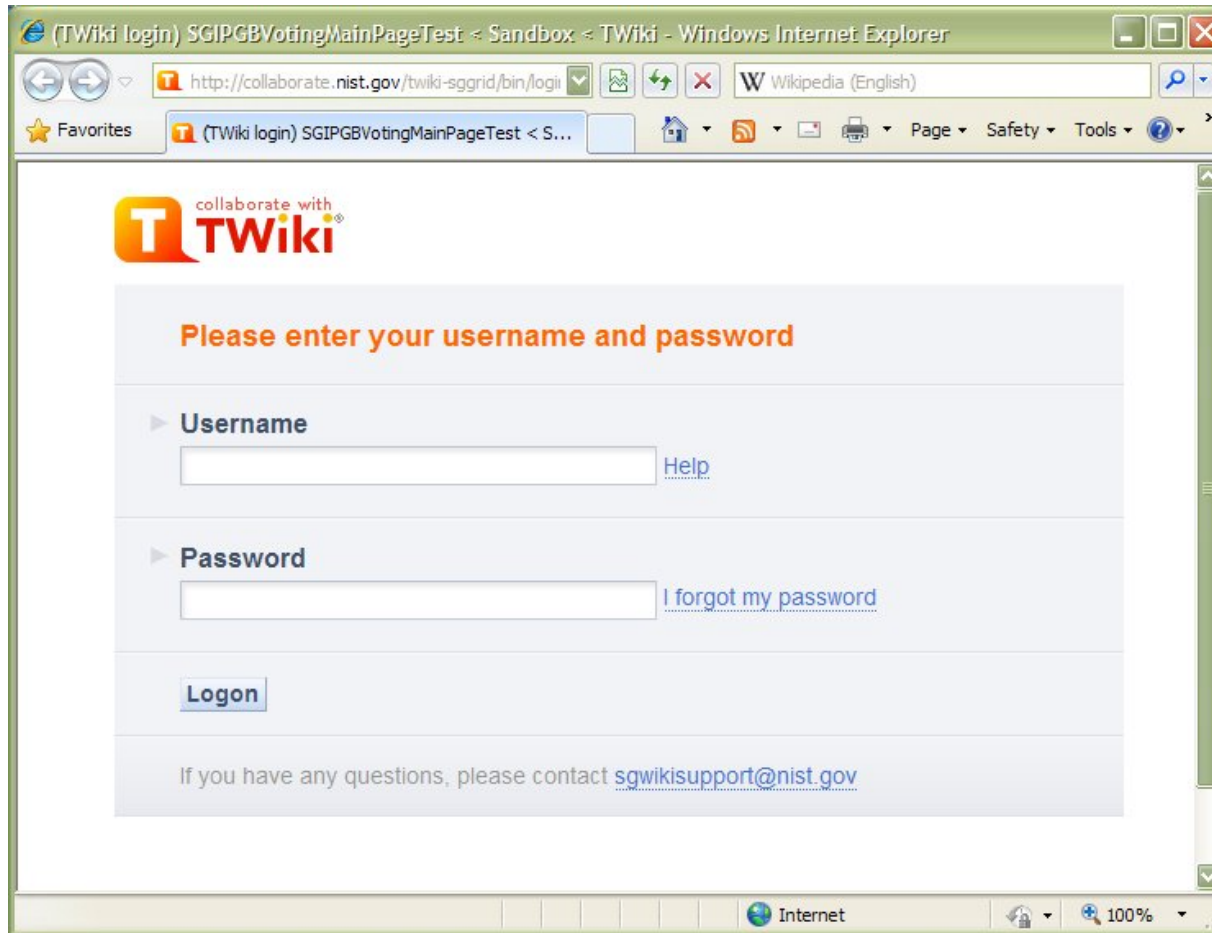 (TWiki login) SGIPGBVotingMainPageTest < Sandbox < TWiki - Windows Internet Explorer
http://collaborate.nist.gov/twiki-sggrid/bin/logi
W Wikipedia (English)
Favorites
(TWiki login) SGIPGBVotingMainPageTest < S...
Page
Safety
Tools
T
collaborate with
TWiki®
Please enter your username and password
Username
Help
Password
I forgot my password
Logon
If you have any questions, please contact sgwikisupport@nist.gov
Internet
100%